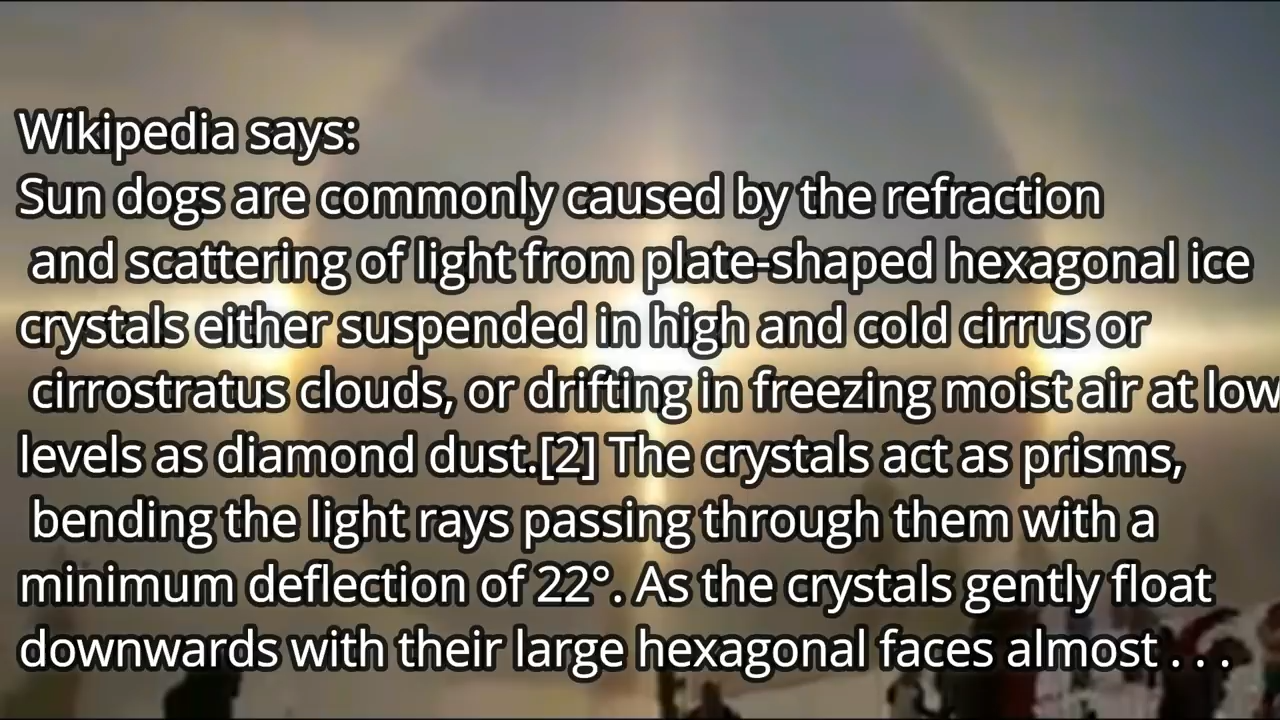 Wikipedia says:
Sun dogs are commonly caused by the refraction
and scattering of light from plate-shaped hexagonal ice
crystals either suspended in high and cold cirrus or
cirrostratus clouds, or drifting in freezing moist air at low
levels as diamond dust.[2] The crystals act as prisms,
bending the light rays passing through them with a
minimum deflection of 22°. As the crystals gently float
downwards with their large hexagonal faces almost . . .